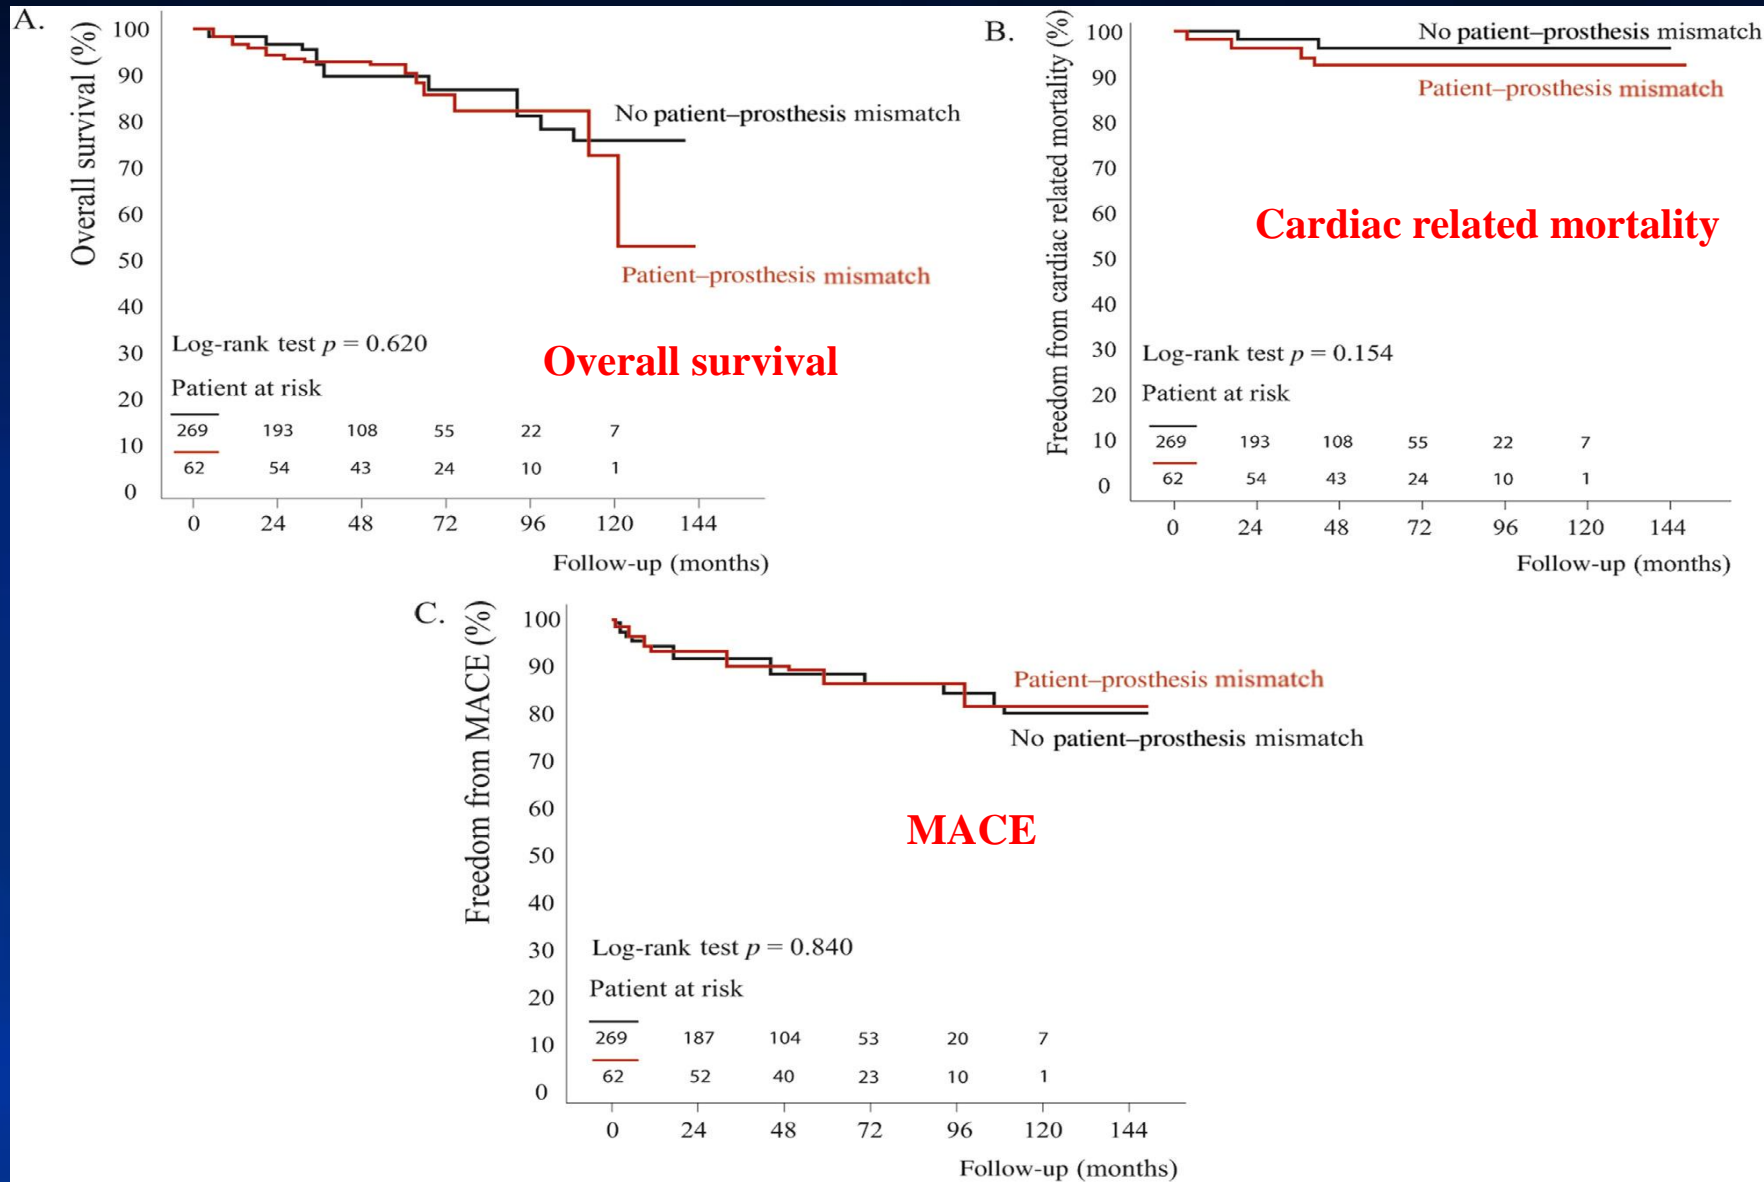 A.
Overall survival (%)
100
90
80
70
60
50
40
30
20
10
0
No patient–prosthesis mismatch
Patient–prosthesis mismatch
Log-rank test p = 0.620
Overall survival
Patient at risk
269 193 108 55 22 7
62 54 43 24 10 1
0 24 48 72 96 120 144
Follow-up (months)
B.
Freedom from cardiac related mortality (%)
100
90
80
70
60
50
40
30
20
10
0
No patient–prosthesis mismatch
Patient–prosthesis mismatch
Cardiac related mortality
Log-rank test p = 0.154
Patient at risk
269 193 108 55 22 7
62 54 43 24 10 1
0 24 48 72 96 120 144
Follow-up (months)
C.
Freedom from MACE (%)
100
90
80
70
60
50
40
30
20
10
0
Patient–prosthesis mismatch
No patient–prosthesis mismatch
MACE
Log-rank test p = 0.840
Patient at risk
269 187 104 53 20 7
62 52 40 23 10 1
0 24 48 72 96 120 144
Follow-up (months)